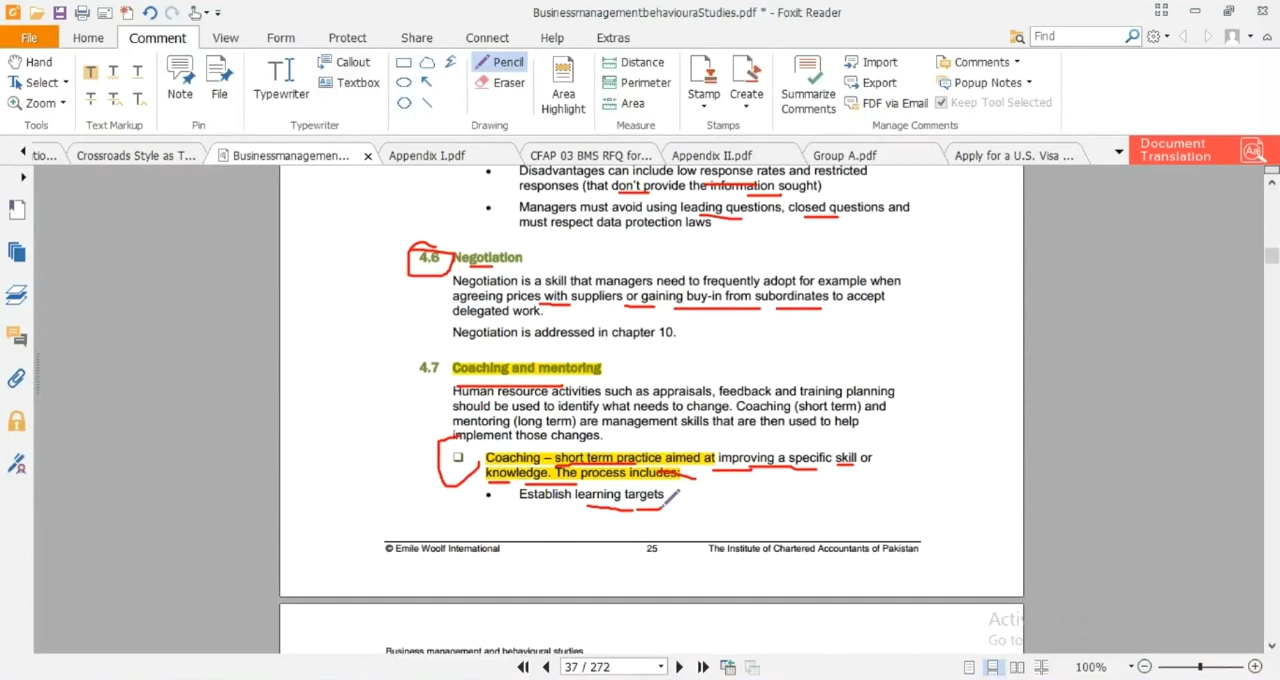 BusinessmanagementbehaviouraStudies.pdf * - Foxit Reader
File Home Comment View Form Protect Share Connect Help Extras
Find
Hand
Select
Zoom
Tools
T T T
T T T
Text Markup
Note
File
Pin
Typewriter
Callout
Textbox
Typewriter
Pencil
Eraser
Drawing
Area
Highlight
Distance
Perimeter
Area
Measure
Stamp
Create
Stamps
Summarize
Comments
Import
Export
FDF via Email
Comments
Popup Notes
Keep Tool Selected
Manage Comments
tio... Crossroads Style as T... Businessmanagemen... x Appendix I.pdf CFAP 03 BMS RFQ for... Appendix II.pdf Group A.pdf Apply for a U.S. Visa ...
Document
Translation
• Disadvantages can include low response rates and restricted
responses (that don't provide the information sought)
• Managers must avoid using leading questions, closed questions and
must respect data protection laws
4.6 Negotiation
Negotiation is a skill that managers need to frequently adopt for example when
agreeing prices with suppliers or gaining buy-in from subordinates to accept
delegated work.
Negotiation is addressed in chapter 10.
4.7 Coaching and mentoring
Human resource activities such as appraisals, feedback and training planning
should be used to identify what needs to change. Coaching (short term) and
mentoring (long term) are management skills that are then used to help
implement those changes.
❑ Coaching – short term practice aimed at improving a specific skill or
knowledge. The process includes:
• Establish learning targets
© Emile Woolf International 25 The Institute of Chartered Accountants of Pakistan
Business management and behavioural studies
Activ
Go to
37 / 272
100%